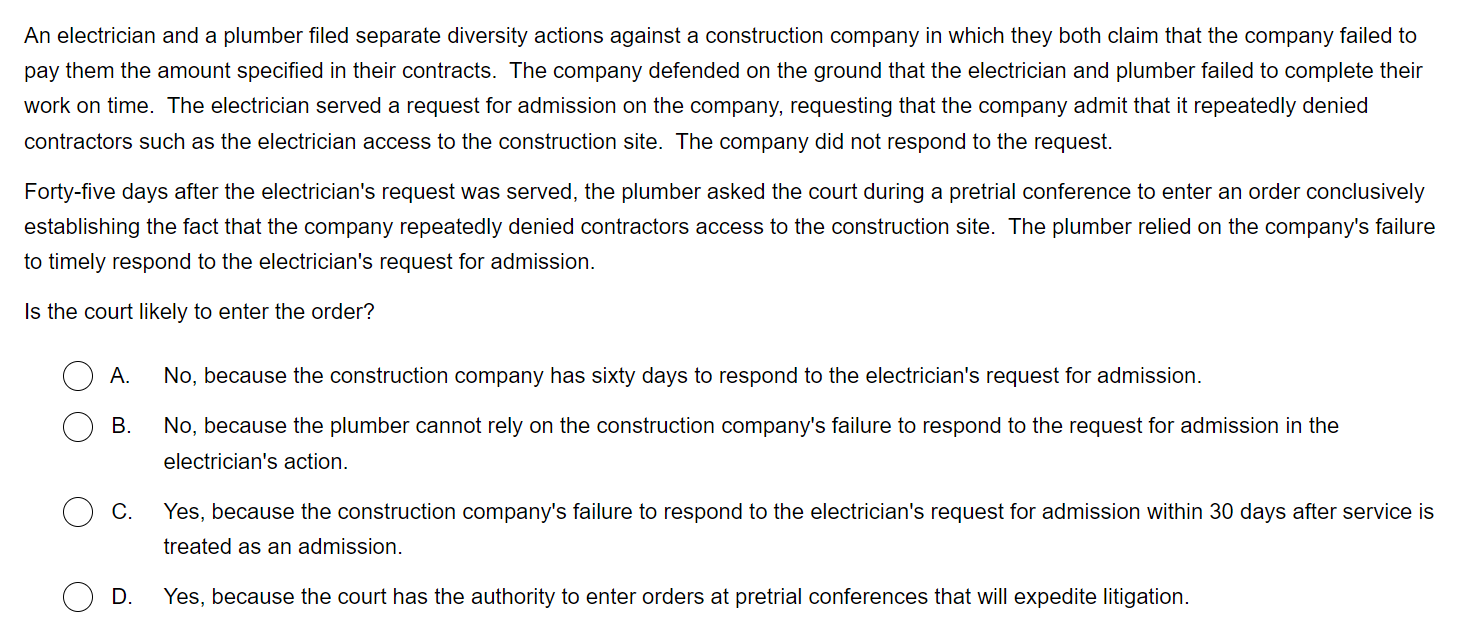 An electrician and a plumber filed separate diversity actions against a construction company in which they both claim that the company failed to
pay them the amount specified in their contracts.  The company defended on the ground that the electrician and plumber failed to complete their
work on time.  The electrician served a request for admission on the company, requesting that the company admit that it repeatedly denied
contractors such as the electrician access to the construction site.  The company did not respond to the request.
Forty-five days after the electrician's request was served, the plumber asked the court during a pretrial conference to enter an order conclusively
establishing the fact that the company repeatedly denied contractors access to the construction site.  The plumber relied on the company's failure
to timely respond to the electrician's request for admission.
Is the court likely to enter the order?
A. No, because the construction company has sixty days to respond to the electrician's request for admission.
B. No, because the plumber cannot rely on the construction company's failure to respond to the request for admission in the
electrician's action.
C. Yes, because the construction company's failure to respond to the electrician's request for admission within 30 days after service is
treated as an admission.
D. Yes, because the court has the authority to enter orders at pretrial conferences that will expedite litigation.